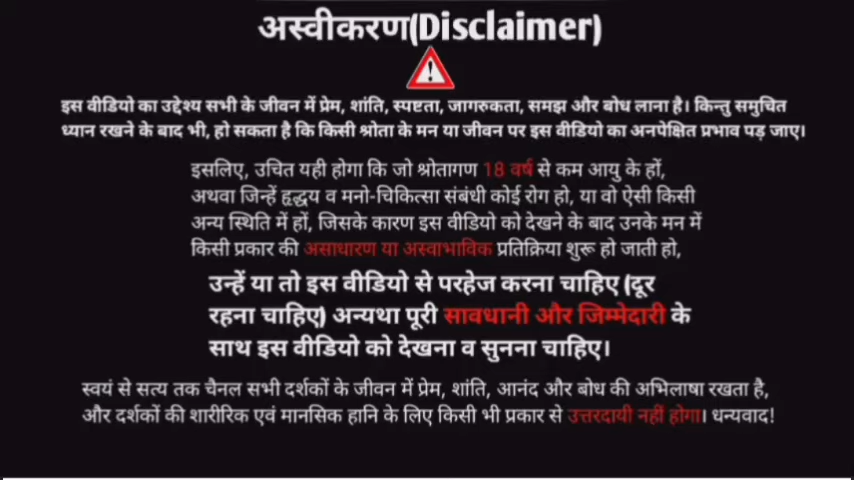 अस्वीकरण(Disclaimer)
इस वीडियो का उद्देश्य सभी के जीवन में प्रेम, शांति, स्पष्टता, जागरुकता, समझ और बोध लाना है। किन्तु समुचित
ध्यान रखने के बाद भी, हो सकता है कि किसी श्रोता के मन या जीवन पर इस वीडियो का अनपेक्षित प्रभाव पड़ जाए।
इसलिए, उचित यही होगा कि जो श्रोतागण 18 वर्ष से कम आयु के हों,
अथवा जिन्हें हृद्धय व मनो-चिकित्सा संबंधी कोई रोग हो, या वो ऐसी किसी
अन्य स्थिति में हों, जिसके कारण इस वीडियो को देखने के बाद उनके मन में
किसी प्रकार की असाधारण या अस्वाभाविक प्रतिक्रिया शुरू हो जाती हो,
उन्हें या तो इस वीडियो से परहेज करना चाहिए (दूर
रहना चाहिए) अन्यथा पूरी सावधानी और जिम्मेदारी के
साथ इस वीडियो को देखना व सुनना चाहिए।
स्वयं से सत्य तक चैनल सभी दर्शकों के जीवन में प्रेम, शांति, आनंद और बोध की अभिलाषा रखता है,
और दर्शकों की शारीरिक एवं मानसिक हानि के लिए किसी भी प्रकार से उत्तरदायी नहीं होगा। धन्यवाद!